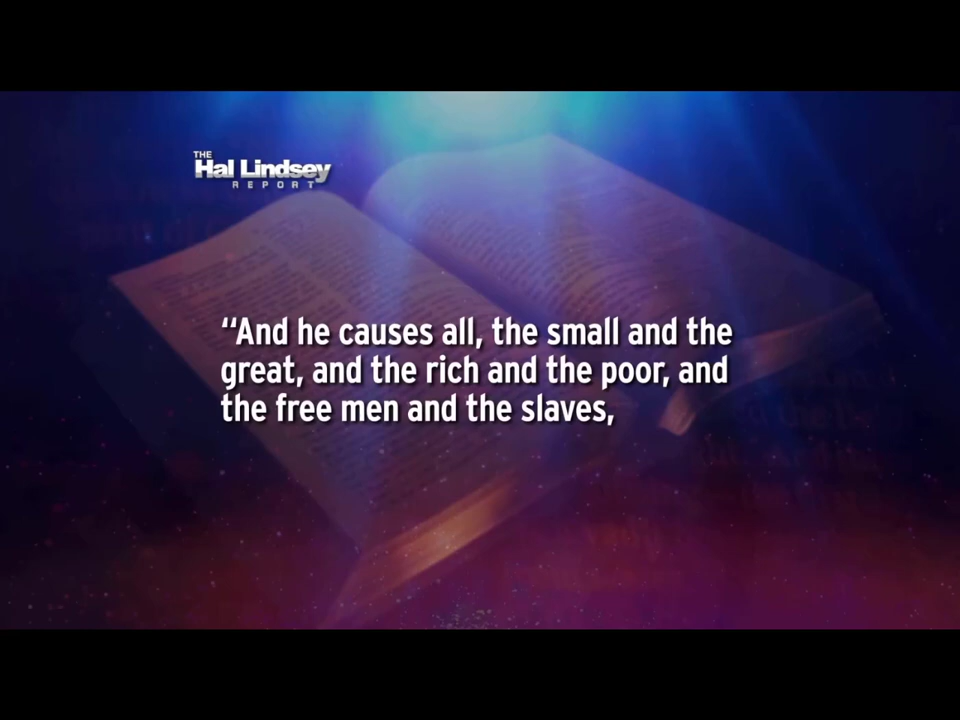 THE
Hal Lindsey
REPORT
“And he causes all, the small and the
great, and the rich and the poor, and
the free men and the slaves,